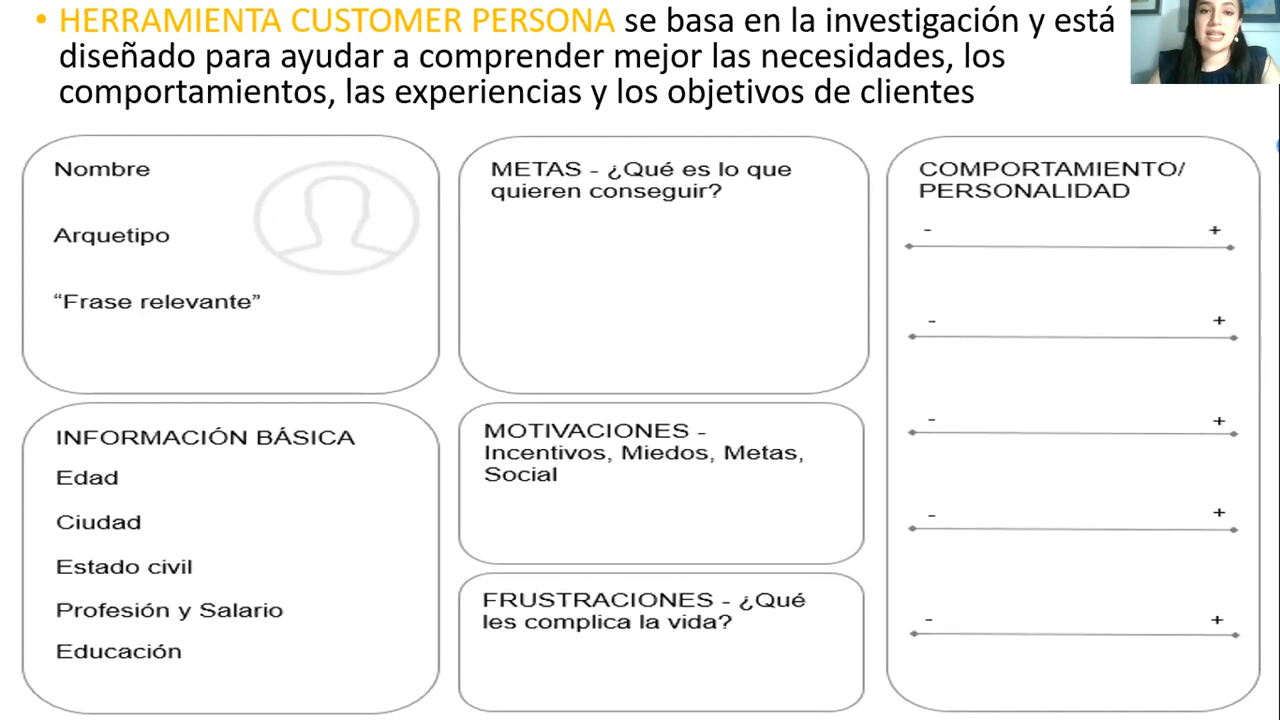 • HERRAMIENTA CUSTOMER PERSONA se basa en la investigación y está
diseñado para ayudar a comprender mejor las necesidades, los
comportamientos, las experiencias y los objetivos de clientes
Nombre
Arquetipo
“Frase relevante”
INFORMACIÓN BÁSICA
Edad
Ciudad
Estado civil
Profesión y Salario
Educación
METAS - ¿Qué es lo que
quieren conseguir?
MOTIVACIONES -
Incentivos, Miedos, Metas,
Social
FRUSTRACIONES - ¿Qué
les complica la vida?
COMPORTAMIENTO/
PERSONALIDAD
- +
- +
- +
- +
- +